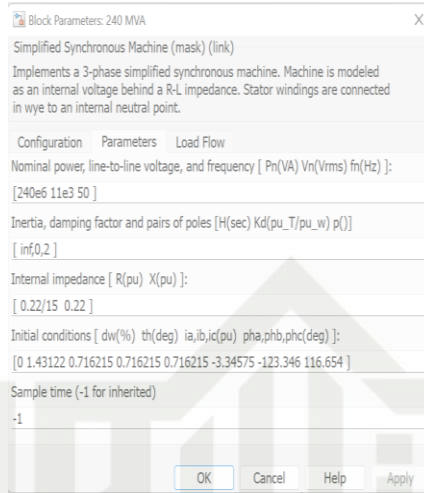 Block Parameters: 240 MVA
X
Simplified Synchronous Machine (mask) (link)
Implements a 3-phase simplified synchronous machine. Machine is modeled
as an internal voltage behind a R-L impedance. Stator windings are connected
in wye to an internal neutral point.
Configuration Parameters Load Flow
Nominal power, line-to-line voltage, and frequency [ Pn(VA) Vn(Vrms) fn(Hz) ]:
[240e6 11e3 50 ]
Inertia, damping factor and pairs of poles [H(sec) Kd(pu_T/pu_w) p()]
[ inf,0,2 ]
Internal impedance [ R(pu) X(pu) ]:
[ 0.22/15 0.22 ]
Initial conditions [ dw(%) th(deg) ia,ib,ic(pu) pha,phb,phc(deg) ]:
[0 1.43122 0.716215 0.716215 0.716215 -3.34575 -123.346 116.654 ]
Sample time (-1 for inherited)
-1
OK Cancel Help Apply